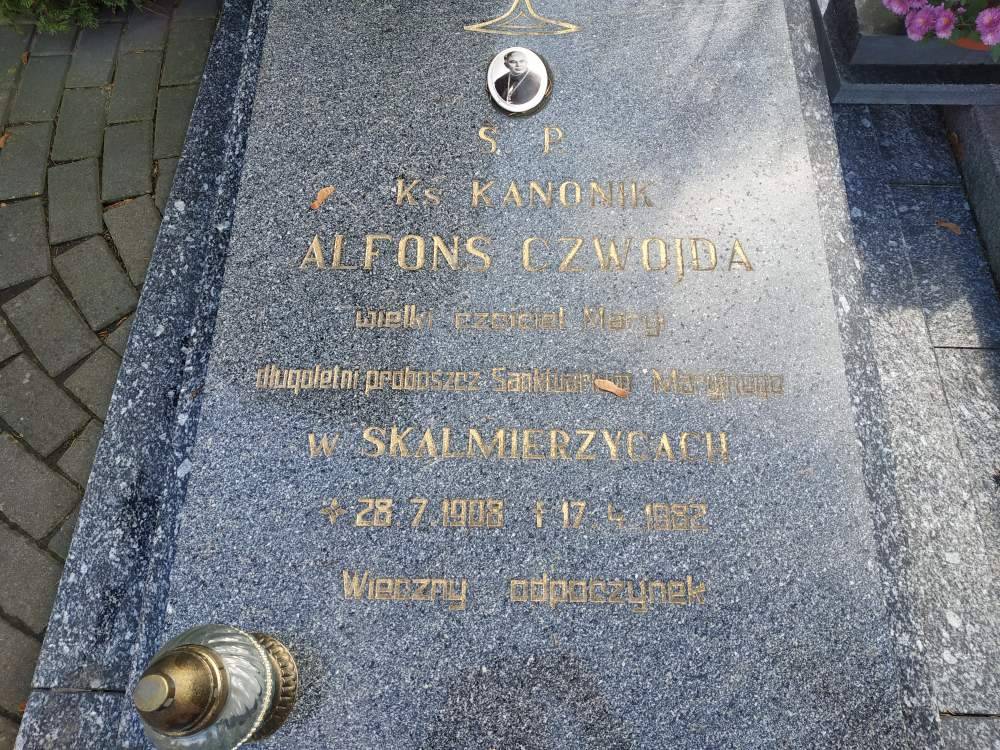 Ś. P.
Ks KANONIK
ALFONS CZWOJDA
wielki czciciel Maryi
długoletni proboszcz Sanktuarium Maryjnego
w SKALMIERZYCACH
28.7.1908 † 17.4.1982
Wieczny odpoczynek